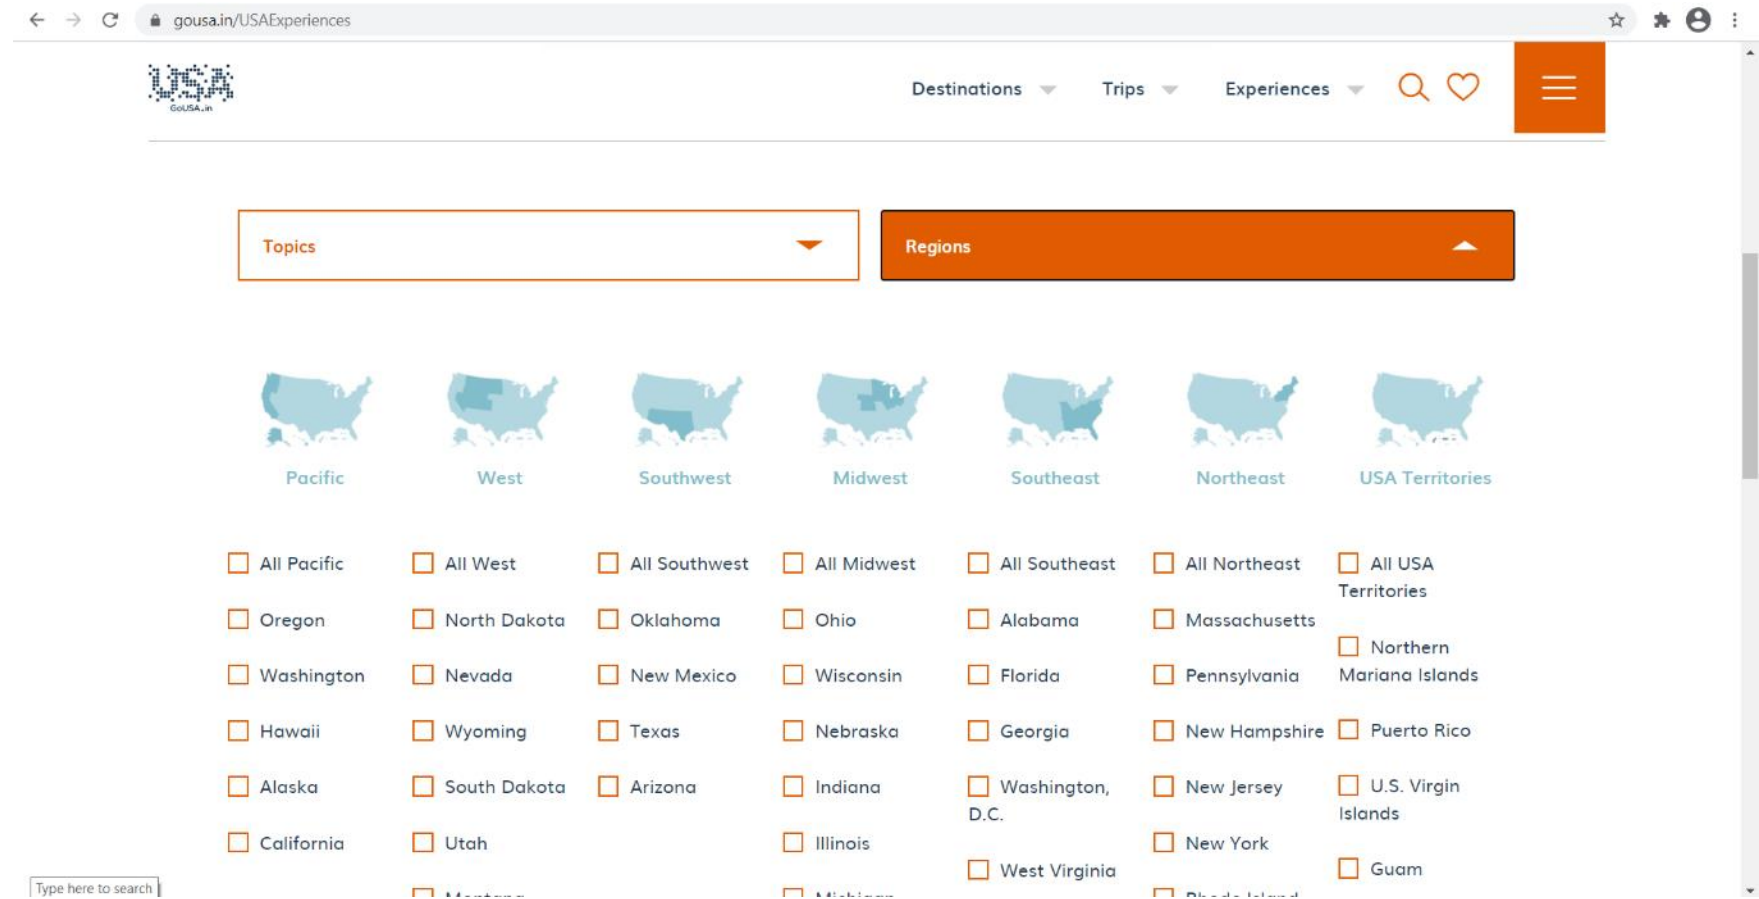 gousa.in/USAExperiences
USA
GoUSA.in
Destinations
Trips
Experiences
Topics
Regions
Pacific
West
Southwest
Midwest
Southeast
Northeast
USA Territories
All Pacific
Oregon
Washington
Hawaii
Alaska
California
All West
North Dakota
Nevada
Wyoming
South Dakota
Utah
Montana
All Southwest
Oklahoma
New Mexico
Texas
Arizona
All Midwest
Ohio
Wisconsin
Nebraska
Indiana
Illinois
Michigan
All Southeast
Alabama
Florida
Georgia
Washington,
D.C.
West Virginia
All Northeast
Massachusetts
Pennsylvania
New Hampshire
New Jersey
New York
Rhode Island
All USA
Territories
Northern
Mariana Islands
Puerto Rico
U.S. Virgin
Islands
Guam
Type here to search